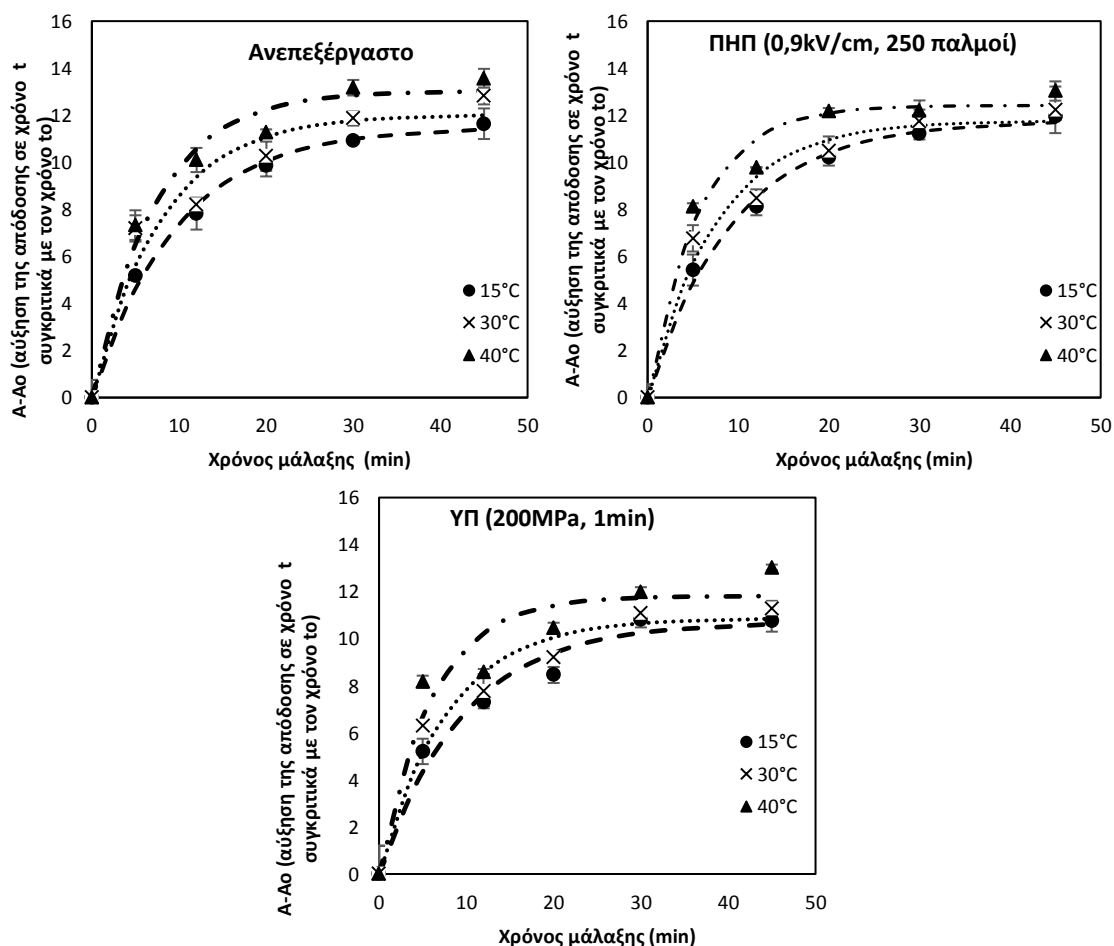 Ανεπεξέργαστο
Α-Αο (αύξηση της απόδοσης σε χρόνο t
συγκριτικά με τον χρόνο to)
16
14
12
10
8
6
4
2
0
15°C
30°C
40°C
0 10 20 30 40 50
Χρόνος μάλαξης (min)
ΠΗΠ (0,9kV/cm, 250 παλμοί)
Α-Αο (αύξηση της απόδοσης σε χρόνο t
συγκριτικά με τον χρόνο to)
16
14
12
10
8
6
4
2
0
15°C
30°C
40°C
0 10 20 30 40 50
Χρόνος μάλαξης (min)
ΥΠ (200MPa, 1min)
Α-Αο (αύξηση της απόδοσης σε χρόνο t
συγκριτικά με τον χρόνο to)
16
14
12
10
8
6
4
2
0
15°C
30°C
40°C
0 10 20 30 40 50
Χρόνος μάλαξης (min)